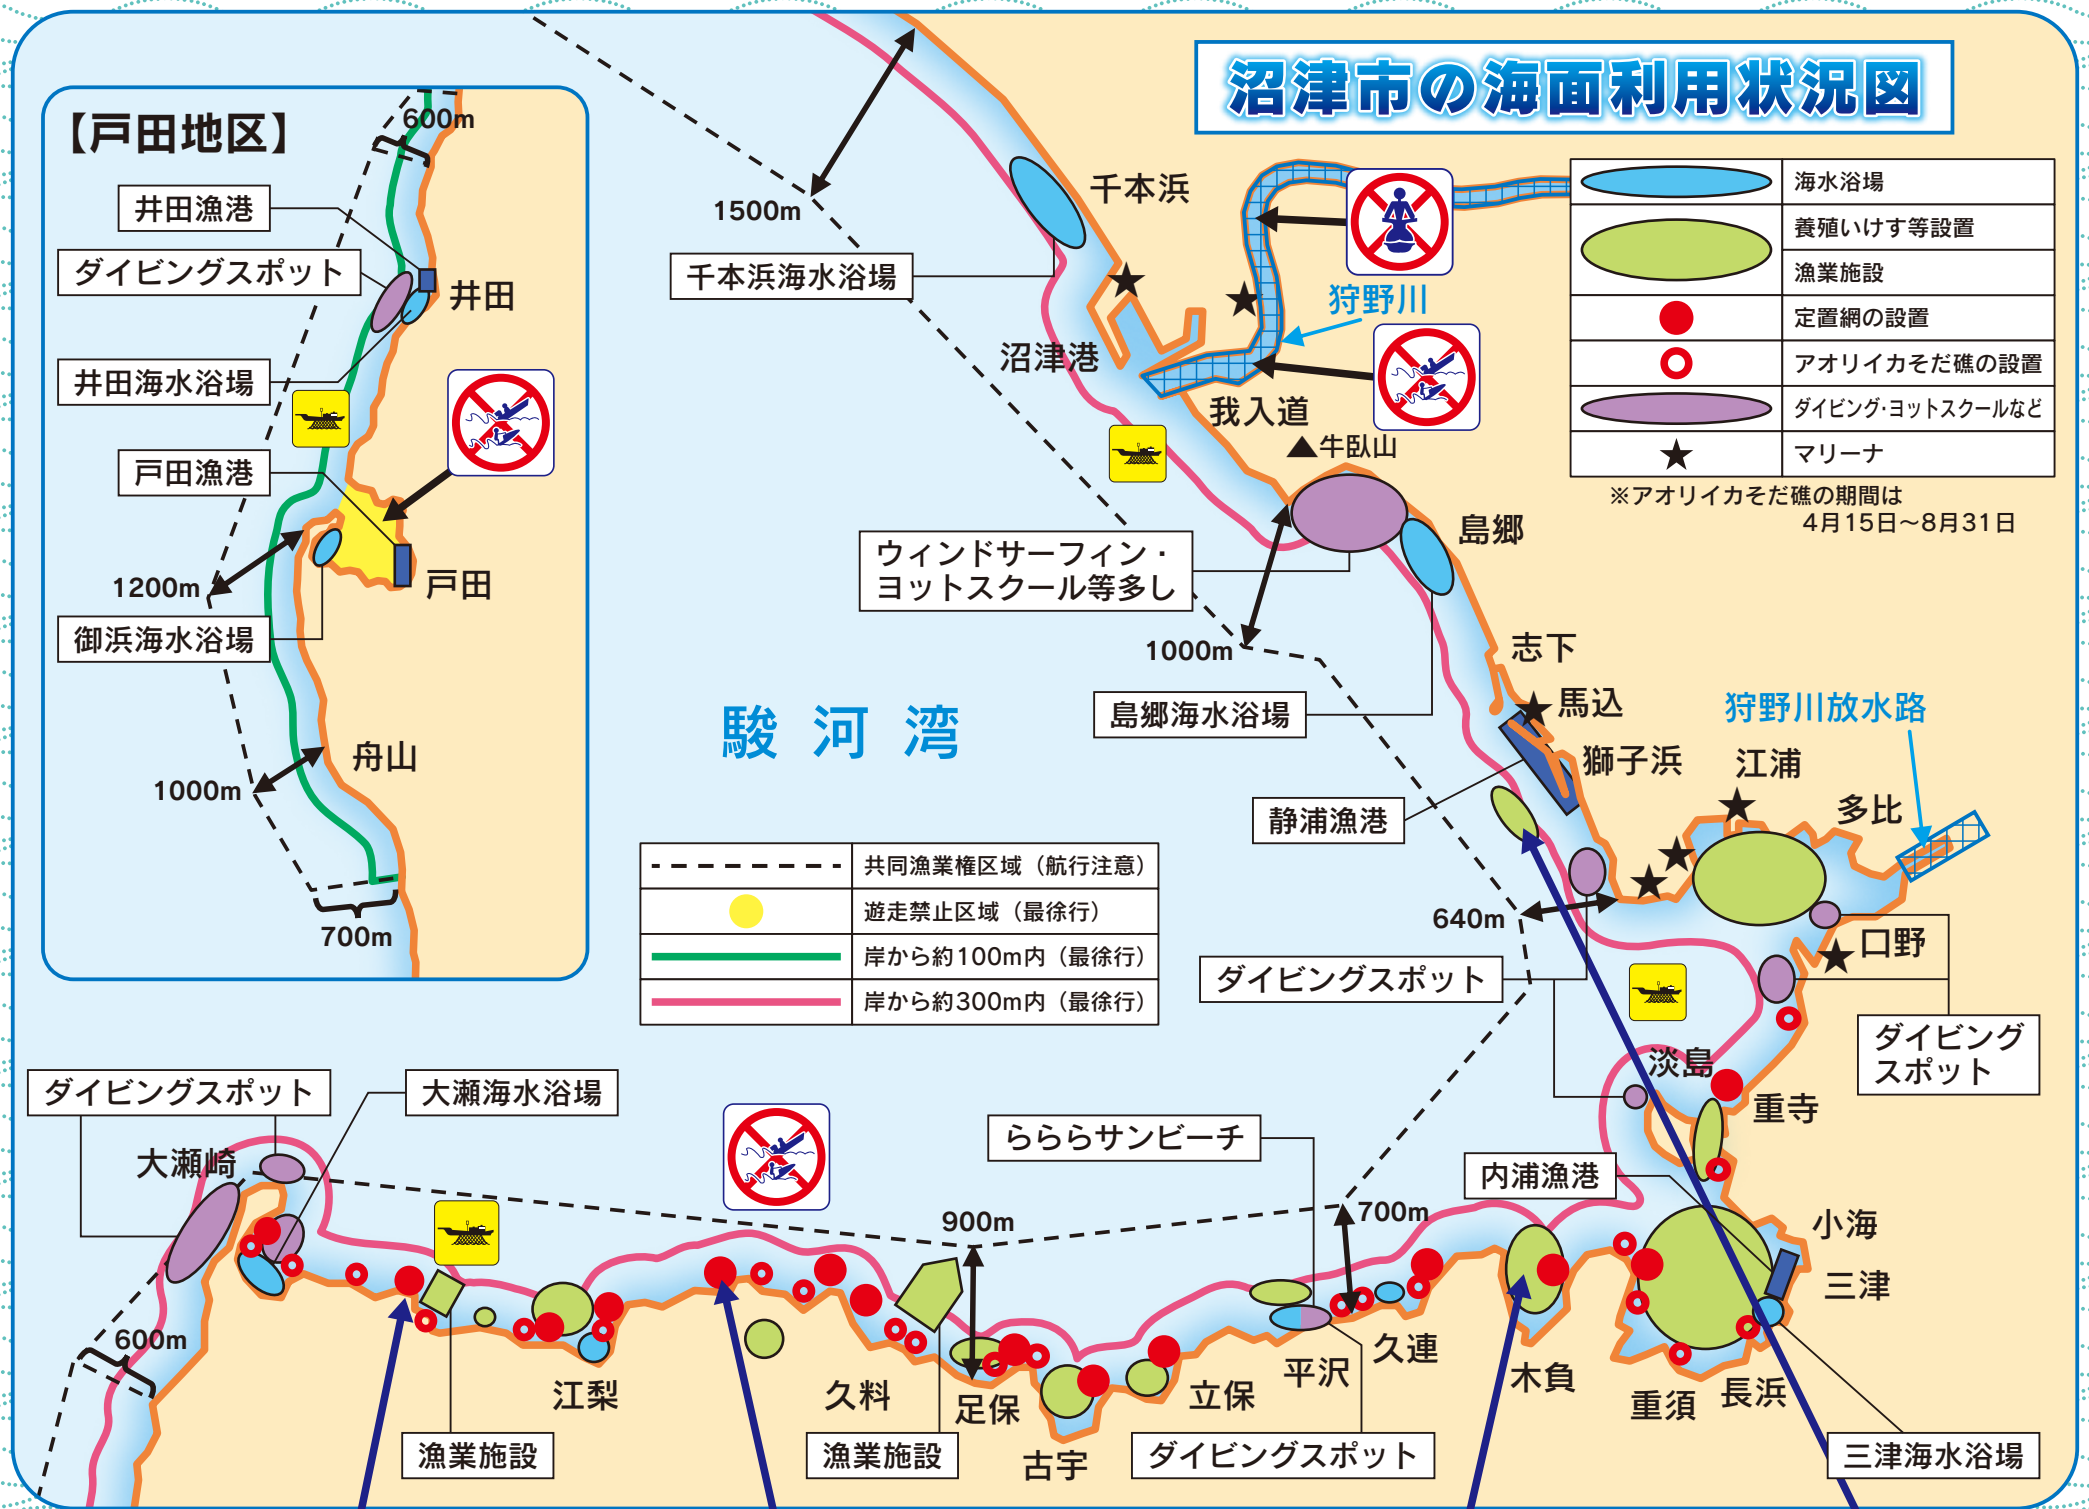 沼津市の海面利用状況図
【戸田地区】
600m
井田漁港
ダイビングスポット
井田
井田海水浴場
戸田漁港
1200m
戸田
御浜海水浴場
舟山
1000m
700m
1500m
千本浜
千本浜海水浴場
狩野川
沼津港
我入道
▲牛臥山
ウィンドサーフィン・
ヨットスクール等多し
島郷
1000m
志下
島郷海水浴場
馬込
駿河湾
狩野川放水路
獅子浜
江浦
静浦漁港
多比
640m
口野
ダイビングスポット
ダイビング
スポット
淡島
重寺
海水浴場
養殖いけす等設置
漁業施設
定置網の設置
アオリイカそだ礁の設置
ダイビング・ヨットスクールなど
マリーナ
※アオリイカそだ礁の期間は
4月15日～8月31日
共同漁業権区域（航行注意）
遊走禁止区域（最徐行）
岸から約100m内（最徐行）
岸から約300m内（最徐行）
ダイビングスポット
大瀬海水浴場
大瀬崎
らららサンビーチ
内浦漁港
900m
700m
小海
三津
600m
江梨
久料
足保
古宇
立保
平沢
久連
木負
重須
長浜
漁業施設
漁業施設
ダイビングスポット
三津海水浴場